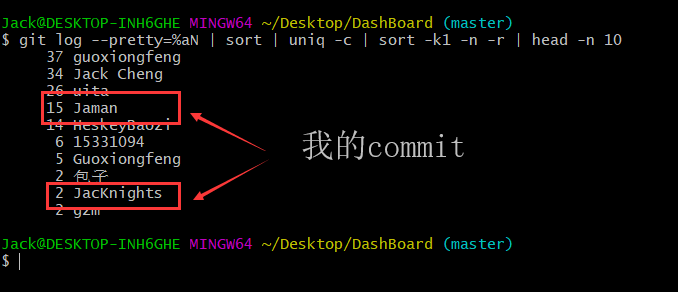 Jack@DESKTOP-INH6GHE MINGW64 ~/Desktop/DashBoard (master)
$ git log --pretty=%aN | sort | uniq -c | sort -k1 -n -r | head -n 10
37 guoxiongfeng
34 Jack Cheng
26 uita
15 Jaman
14 HeskeyBaozi
6 15331094
5 Guoxiongfeng
2 包子
2 JacKnights
2 gzm
我的commit
Jack@DESKTOP-INH6GHE MINGW64 ~/Desktop/DashBoard (master)
$